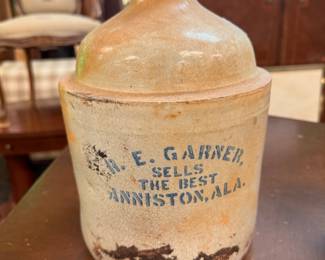 R. E. GARNER,
SELLS
THE BEST
ANNISTON, ALA.